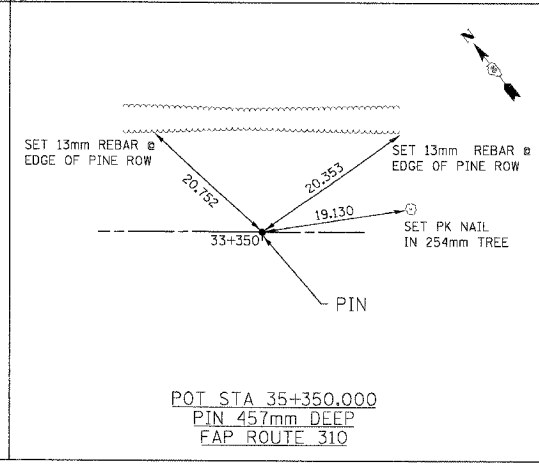 N
SET 13mm REBAR @
EDGE OF PINE ROW
SET 13mm REBAR @
EDGE OF PINE ROW
20.752
20.353
19.130
SET PK NAIL
IN 254mm TREE
33+350
PIN
POT STA 35+350.000
PIN 457mm DEEP
FAP ROUTE 310